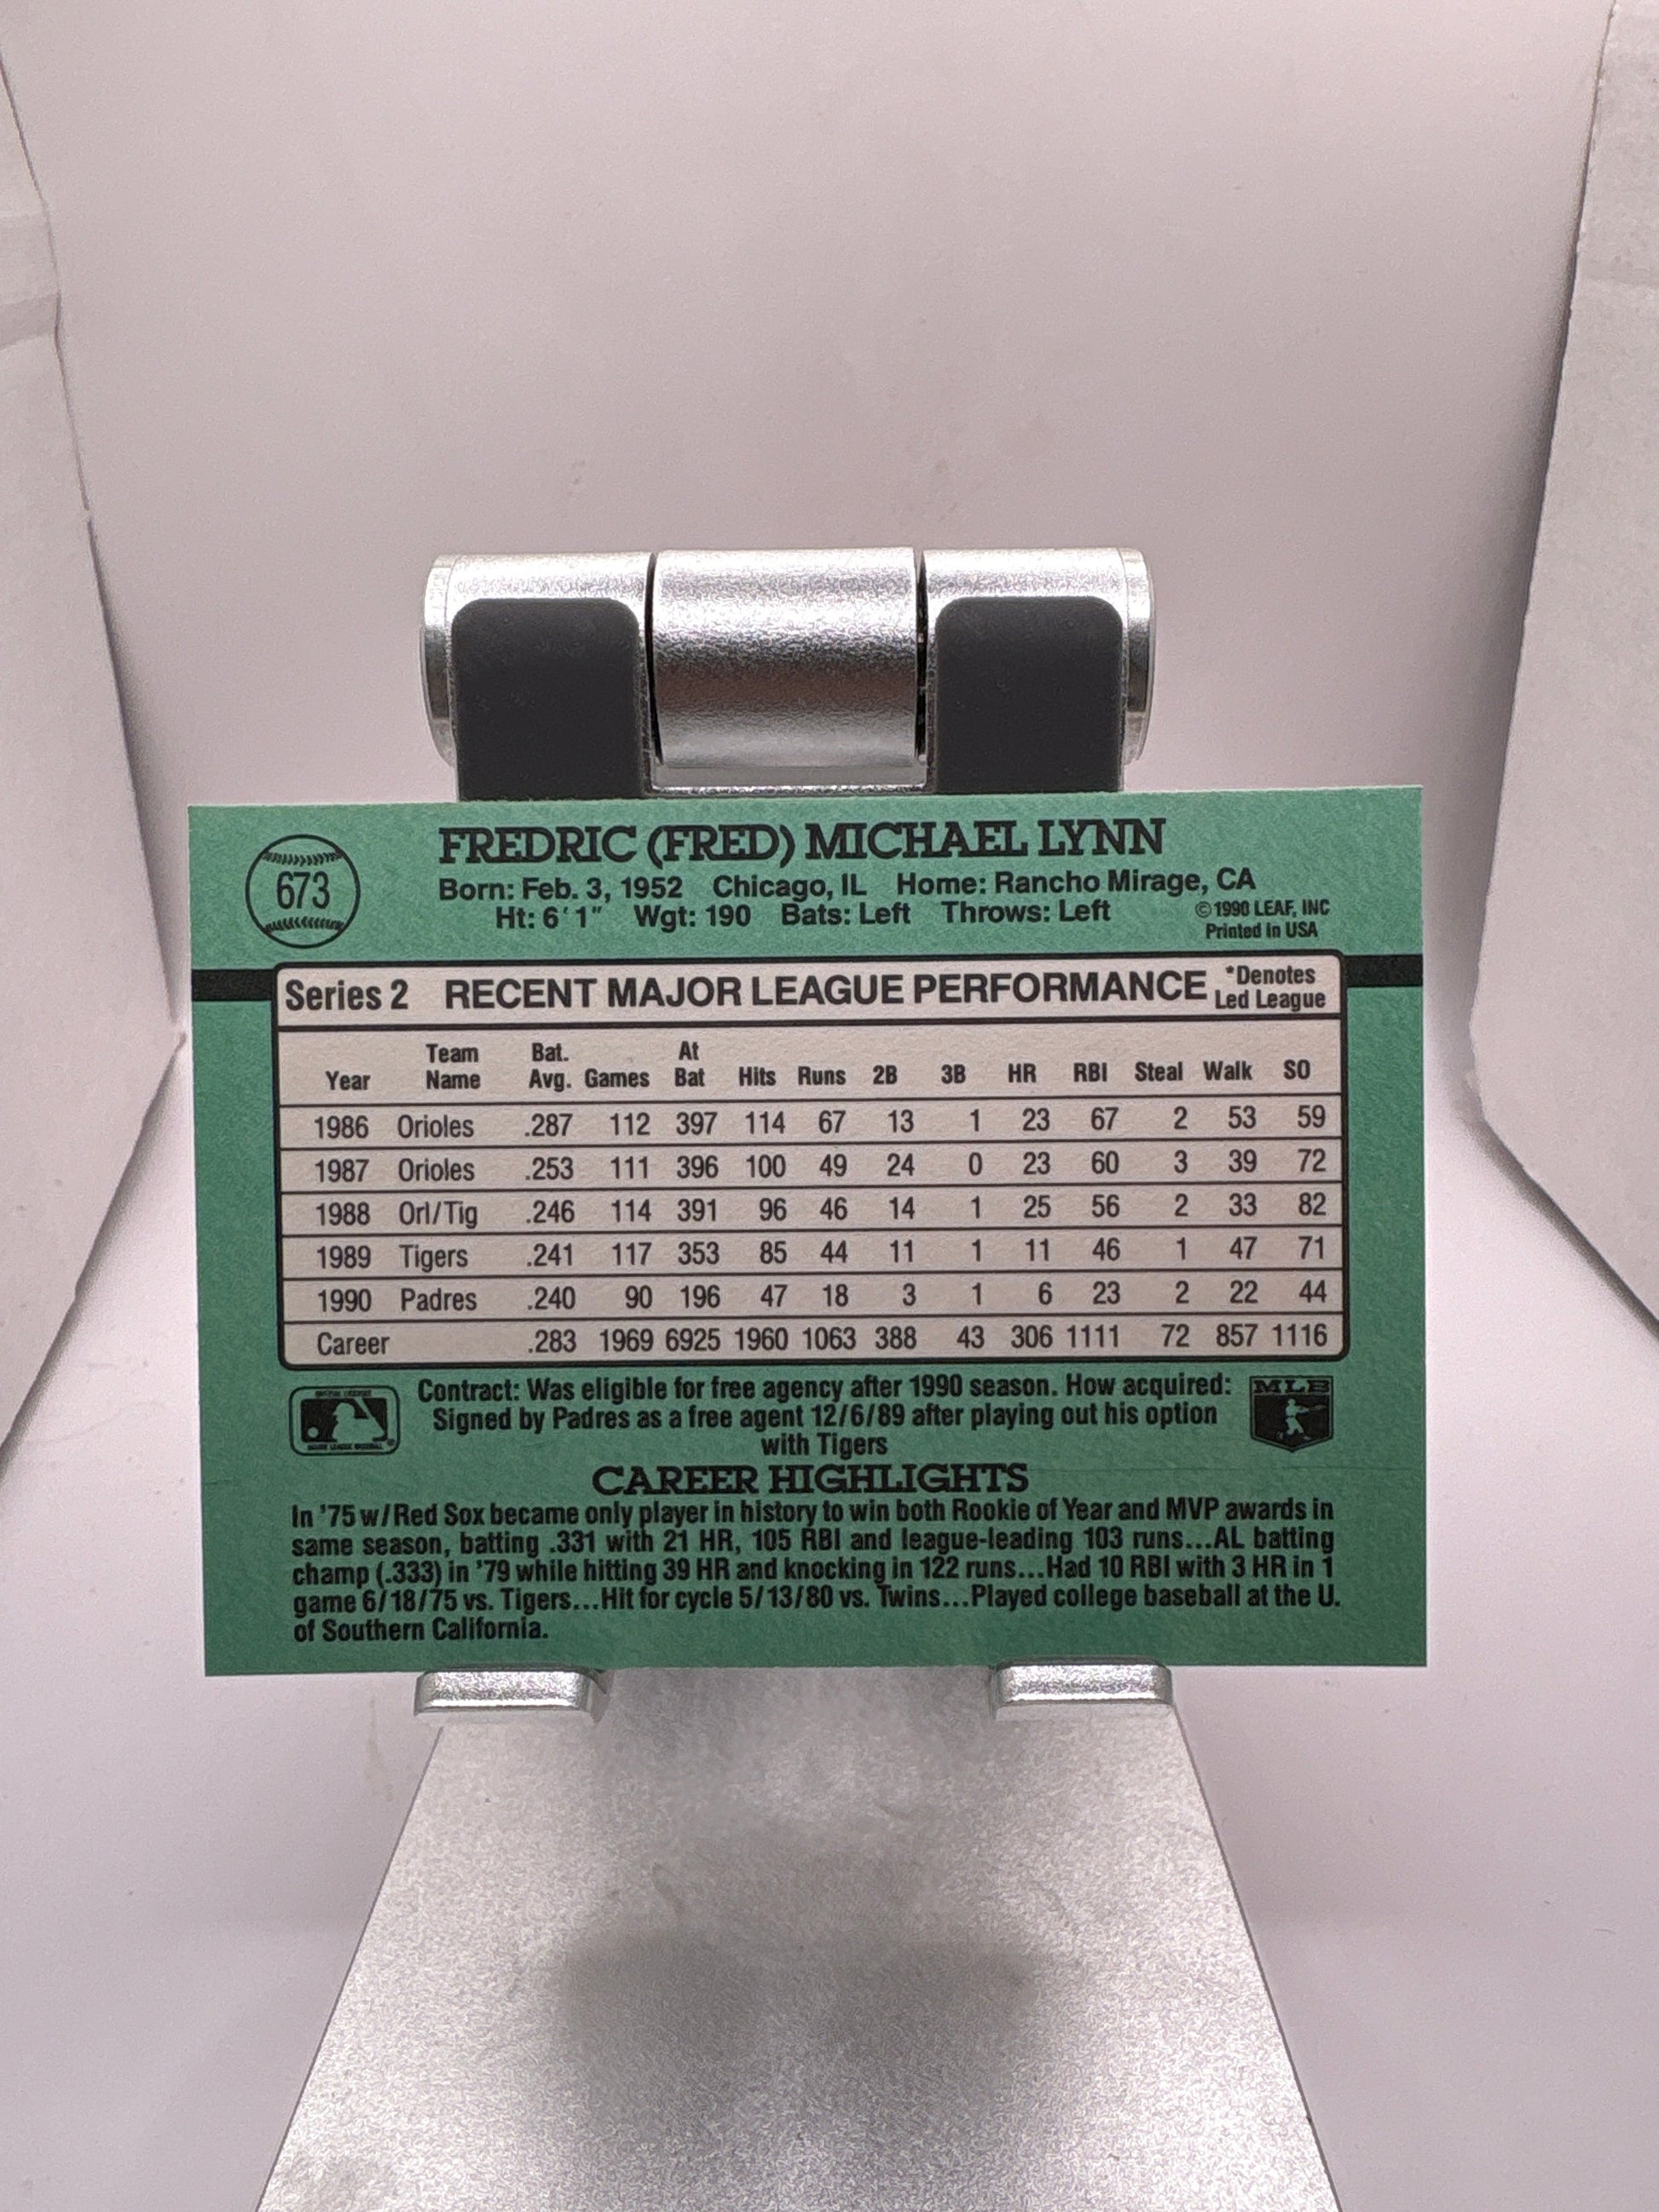 673
FREDRIC (FRED) MICHAEL LYNN
Born: Feb. 3, 1952 Chicago, IL Home: Rancho Mirage, CA
Ht: 6' 1" Wgt: 190 Bats: Left Throws: Left
©1990 LEAF, INC
Printed in USA
Series 2 RECENT MAJOR LEAGUE PERFORMANCE *Denotes Led League
Year Team Name Bat. Avg. Games At Bat Hits Runs 2B 3B HR RBI Steal Walk SO
1986 Orioles .287 112 397 114 67 13 1 23 67 2 53 59
1987 Orioles .253 111 396 100 49 24 0 23 60 3 39 72
1988 Orl/Tig .246 114 391 96 46 14 1 25 56 2 33 82
1989 Tigers .241 117 353 85 44 11 1 11 46 1 47 71
1990 Padres .240 90 196 47 18 3 1 6 23 2 22 44
Career .283 1969 6925 1960 1063 388 43 306 1111 72 857 1116
Contract: Was eligible for free agency after 1990 season. How acquired:
Signed by Padres as a free agent 12/6/89 after playing out his option
with Tigers
MLB
CAREER HIGHLIGHTS
In '75 w/Red Sox became only player in history to win both Rookie of Year and MVP awards in
same season, batting .331 with 21 HR, 105 RBI and league-leading 103 runs...AL batting
champ (.333) in '79 while hitting 39 HR and knocking in 122 runs...Had 10 RBI with 3 HR in 1
game 6/18/75 vs. Tigers...Hit for cycle 5/13/80 vs. Twins...Played college baseball at the U.
of Southern California.